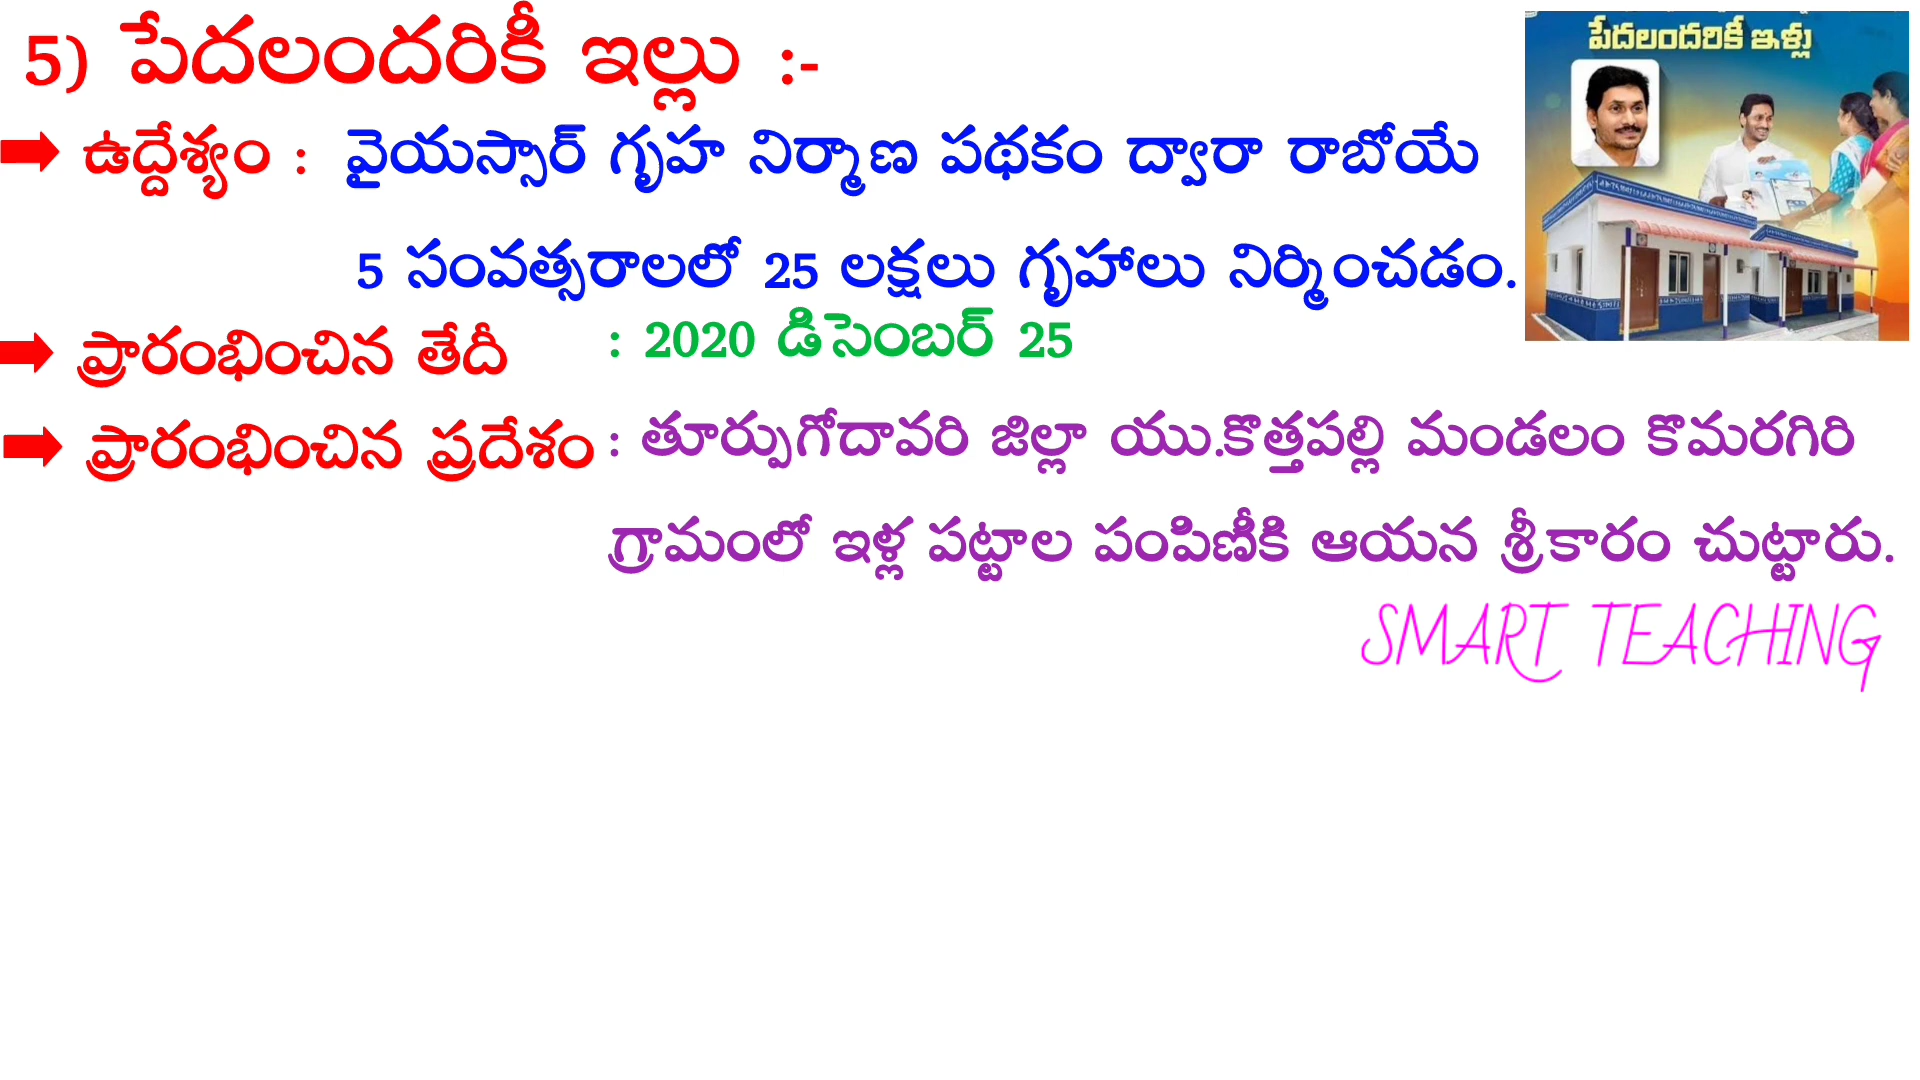 5) పేదలందరికీ ఇల్లు :-
పేదలందరికీ ఇళ్లు
ఉద్దేశ్యం : వైయస్సార్ గృహ నిర్మాణ పథకం ద్వారా రాబోయే
5 సంవత్సరాలలో 25 లక్షలు గృహాలు నిర్మించడం.
ప్రారంభించిన తేదీ : 2020 డిసెంబర్ 25
ప్రారంభించిన ప్రదేశం : తూర్పుగోదావరి జిల్లా యు.కొత్తపల్లి మండలం కొమరగిరి
గ్రామంలో ఇళ్ల పట్టాల పంపిణీకి ఆయన శ్రీకారం చుట్టారు.
SMART TEACHING